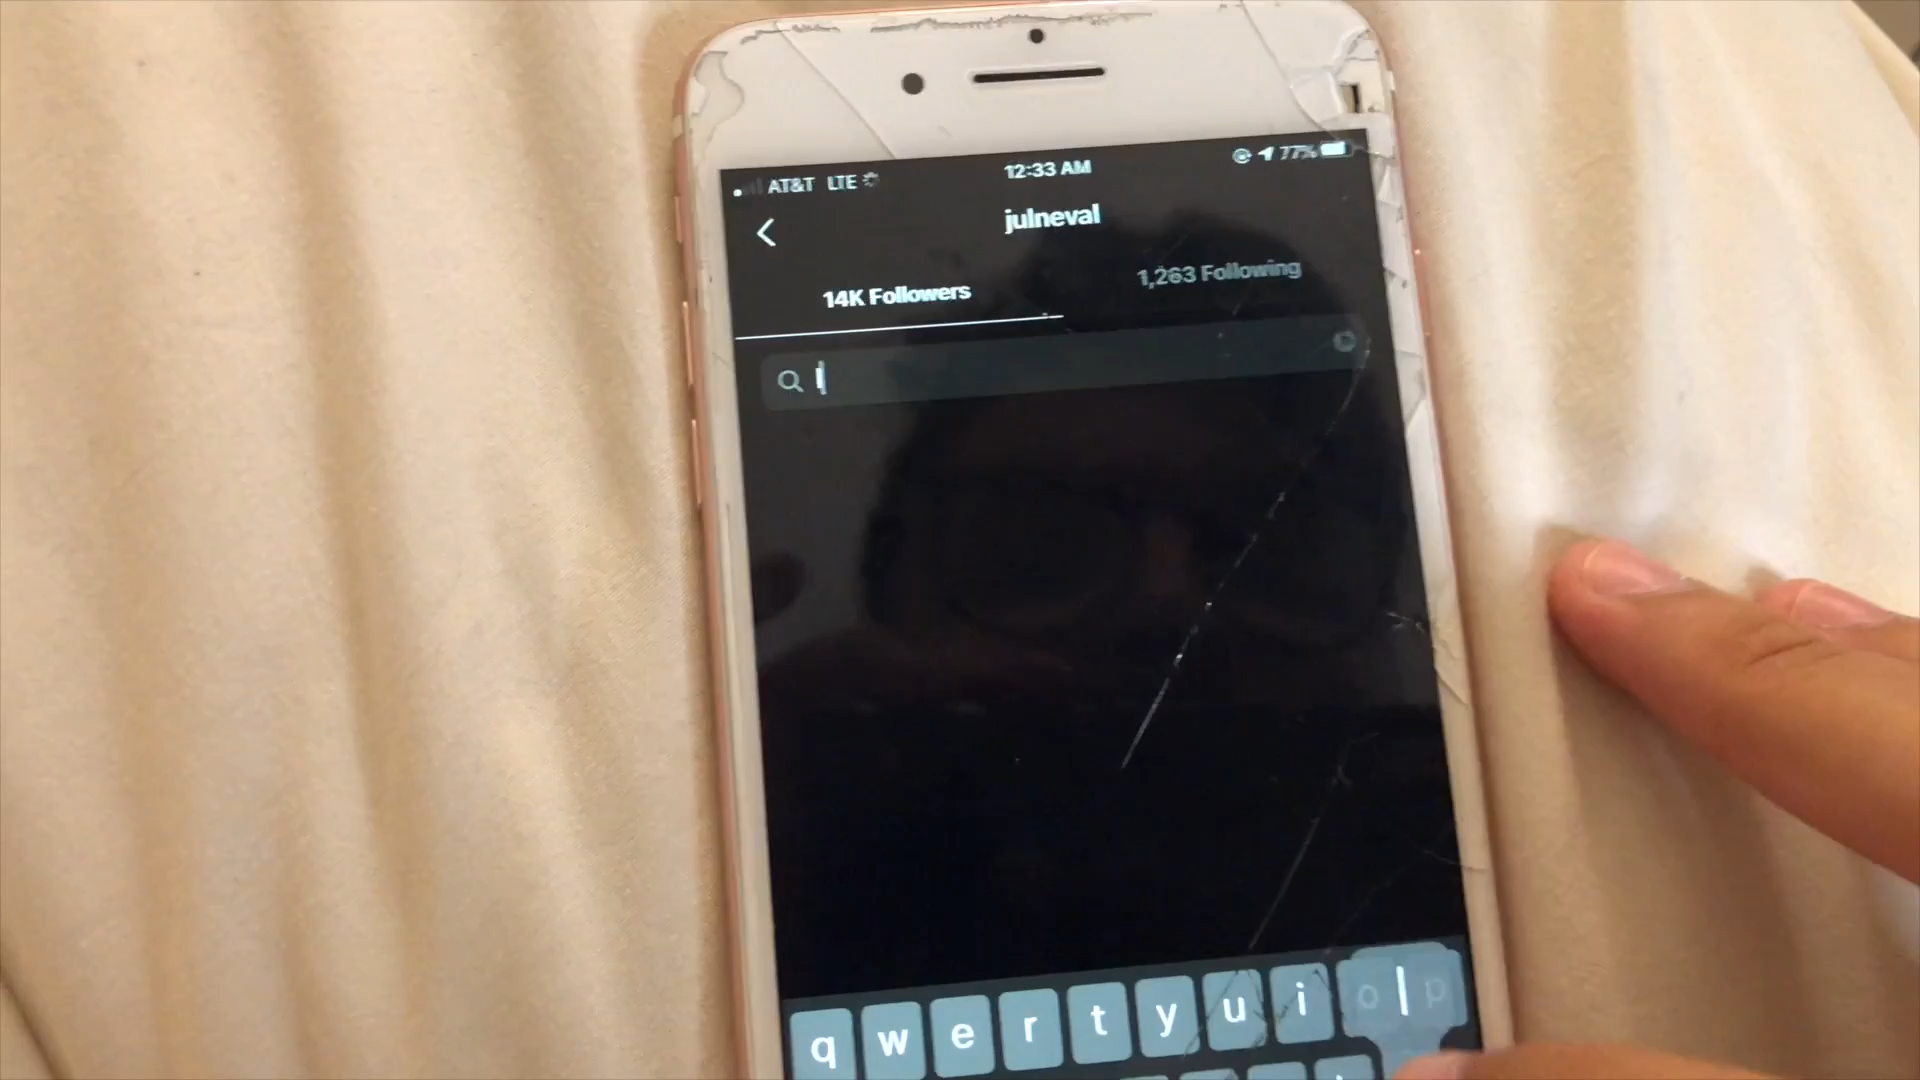 AT&T LTE 12:33 AM 77%
julneval
14K Followers 1,263 Following
l
q w e r t y u i o l p